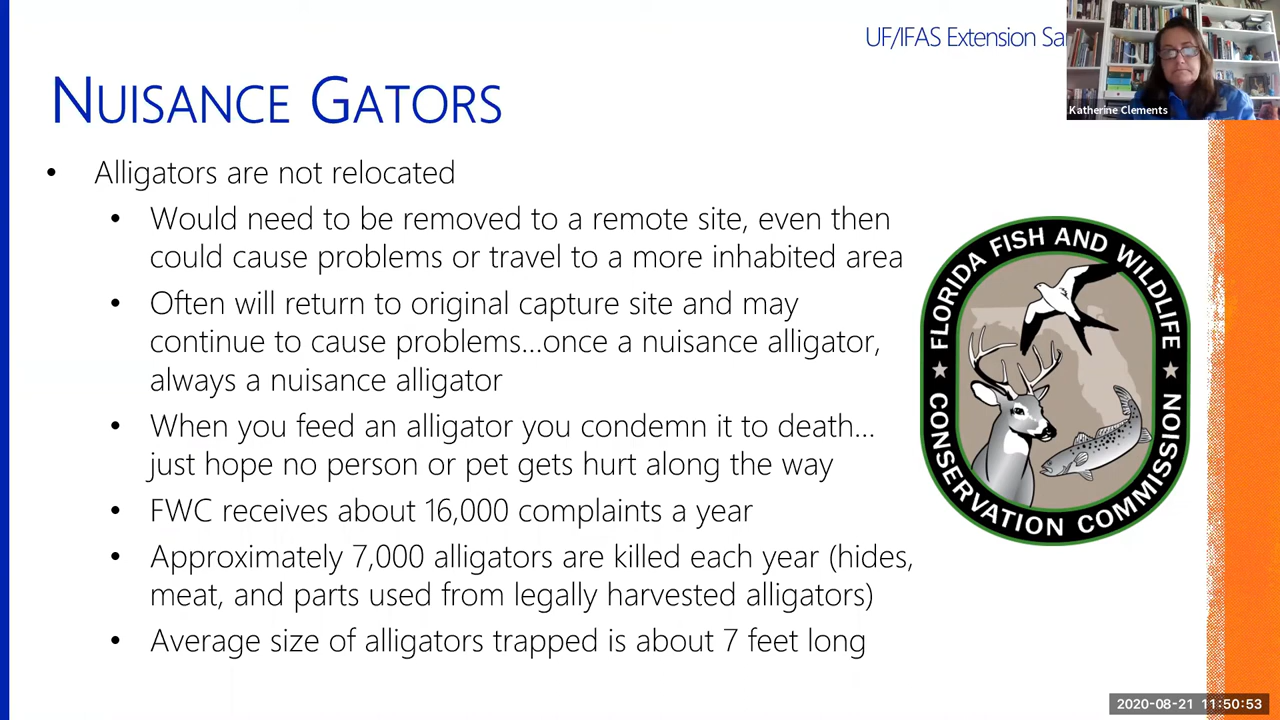 UF/IFAS Extension
Katherine Clements
NUISANCE GATORS
• Alligators are not relocated
• Would need to be removed to a remote site, even then
could cause problems or travel to a more inhabited area
• Often will return to original capture site and may
continue to cause problems...once a nuisance alligator,
always a nuisance alligator
• When you feed an alligator you condemn it to death...
just hope no person or pet gets hurt along the way
• FWC receives about 16,000 complaints a year
• Approximately 7,000 alligators are killed each year (hides,
meat, and parts used from legally harvested alligators)
• Average size of alligators trapped is about 7 feet long
FLORIDA FISH AND WILDLIFE
CONSERVATION COMMISSION
2020-08-21 11:50:53